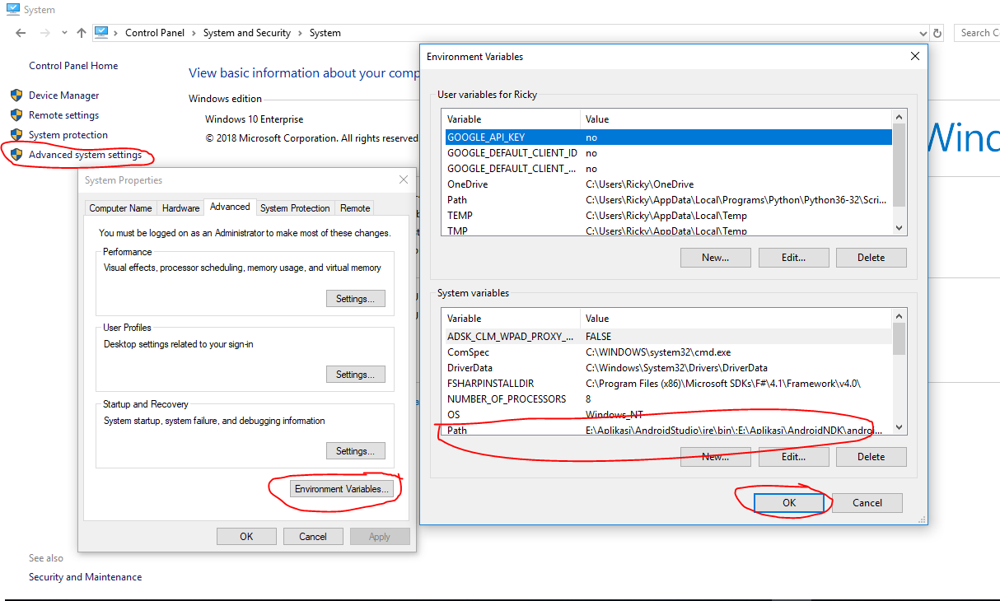 System
Control Panel > System and Security > System
Search C
Control Panel Home
Device Manager
Remote settings
System protection
Advanced system settings
View basic information about your comp
Windows edition
Windows 10 Enterprise
© 2018 Microsoft Corporation. All rights reserved
Wind
System Properties
Computer Name Hardware Advanced System Protection Remote
You must be logged on as an Administrator to make most of these changes.
Performance
Visual effects, processor scheduling, memory usage, and virtual memory
Settings...
User Profiles
Desktop settings related to your sign-in
Settings...
Startup and Recovery
System startup, system failure, and debugging information
Settings...
Environment Variables...
OK Cancel Apply
See also
Security and Maintenance
Environment Variables
User variables for Ricky
Variable Value
GOOGLE_API_KEY no
GOOGLE_DEFAULT_CLIENT_ID no
GOOGLE_DEFAULT_CLIENT_... no
OneDrive C:\Users\Ricky\OneDrive
Path C:\Users\Ricky\AppData\Local\Programs\Python\Python36-32\Scri...
TEMP C:\Users\Ricky\AppData\Local\Temp
TMP C:\Users\Ricky\AppData\Local\Temp
New... Edit... Delete
System variables
Variable Value
ADSK_CLM_WPAD_PROXY_... FALSE
ComSpec C:\WINDOWS\system32\cmd.exe
DriverData C:\Windows\System32\Drivers\DriverData
FSHARPINSTALLDIR C:\Program Files (x86)\Microsoft SDKs\F#\4.1\Framework\v4.0\
NUMBER_OF_PROCESSORS 8
OS Windows_NT
Path E:\Aplikasi\AndroidStudio\jre\bin\;E:\Aplikasi\AndroidNDK\androi...
New... Edit... Delete
OK Cancel